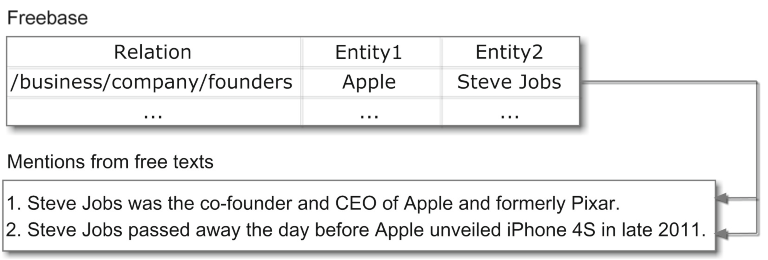 Freebase
Relation Entity1 Entity2
/business/company/founders Apple Steve Jobs
... ... ...
Mentions from free texts
1. Steve Jobs was the co-founder and CEO of Apple and formerly Pixar.
2. Steve Jobs passed away the day before Apple unveiled iPhone 4S in late 2011.